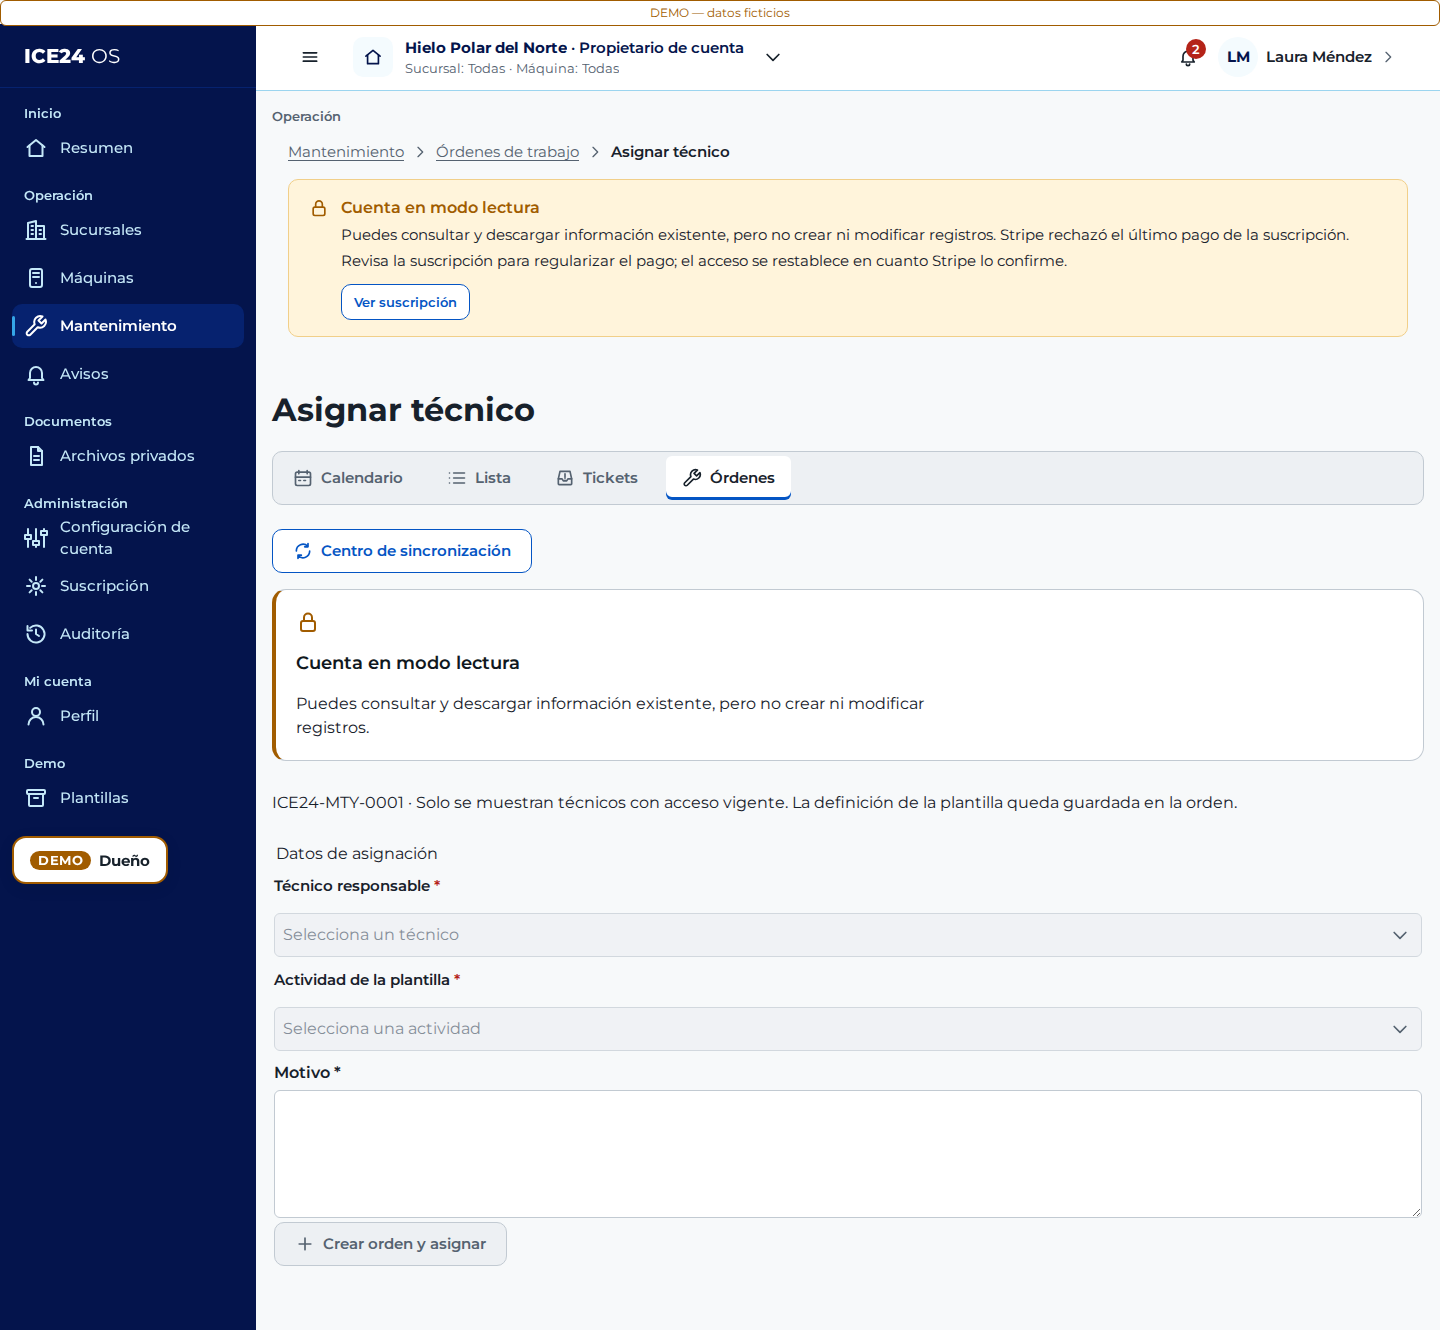 DEMO — datos ficticios
ICE24 OS
Inicio
Resumen
Operación
Sucursales
Máquinas
Mantenimiento
Avisos
Documentos
Archivos privados
Administración
Configuración de
cuenta
Suscripción
Auditoría
Mi cuenta
Perfil
Demo
Plantillas
DEMO Dueño
Hielo Polar del Norte · Propietario de cuenta
Sucursal: Todas · Máquina: Todas
2
LM Laura Méndez
Operación
Mantenimiento > Órdenes de trabajo > Asignar técnico
Cuenta en modo lectura
Puedes consultar y descargar información existente, pero no crear ni modificar registros. Stripe rechazó el último pago de la suscripción.
Revisa la suscripción para regularizar el pago; el acceso se restablece en cuanto Stripe lo confirme.
Ver suscripción
Asignar técnico
Calendario Lista Tickets Órdenes
Centro de sincronización
Cuenta en modo lectura
Puedes consultar y descargar información existente, pero no crear ni modificar
registros.
ICE24-MTY-0001 · Solo se muestran técnicos con acceso vigente. La definición de la plantilla queda guardada en la orden.
Datos de asignación
Técnico responsable *
Selecciona un técnico
Actividad de la plantilla *
Selecciona una actividad
Motivo *
Crear orden y asignar